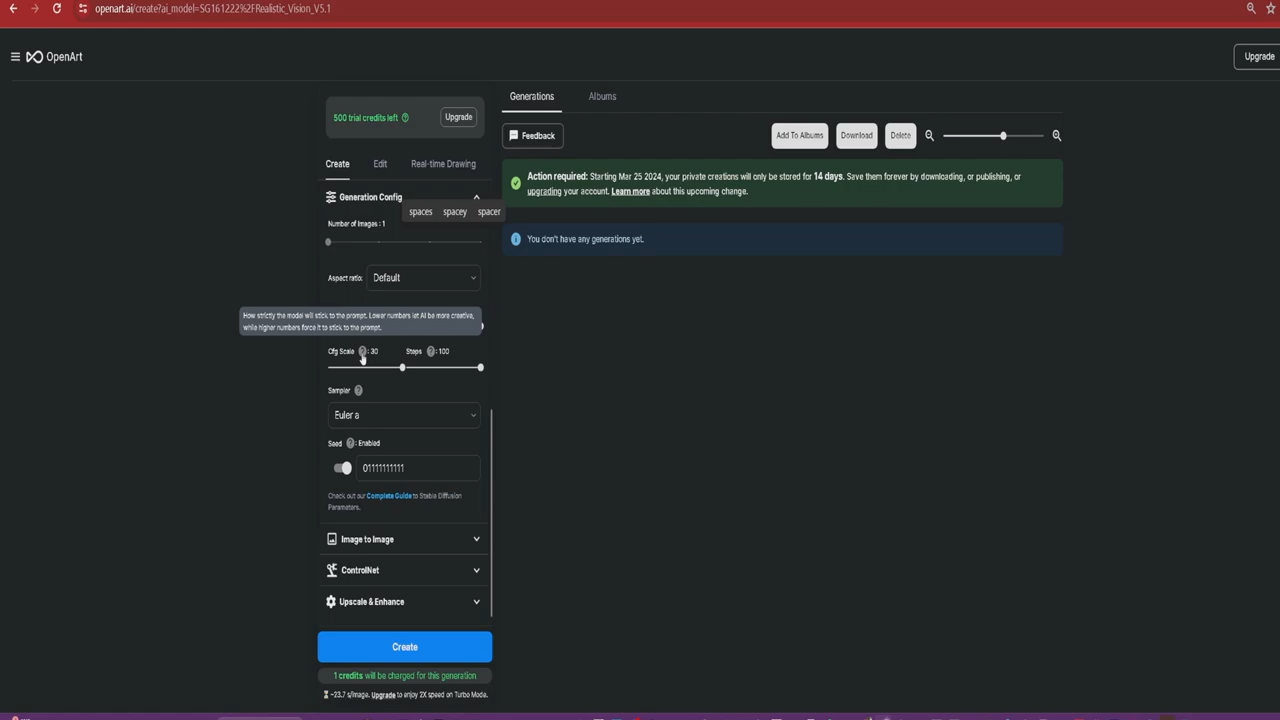 openart.ai/create?ai_model=SG161222%2FRealistic_Vision_V5.1
OpenArt
Upgrade
500 trial credits left
Upgrade
Generations
Albums
Feedback
Add To Albums
Download
Delete
Create
Edit
Real-time Drawing
Action required: Starting Mar 25 2024, your private creations will only be stored for 14 days. Save them forever by downloading, or publishing, or
upgrading your account. Learn more about this upcoming change.
Generation Config
spaces spacey spacer
Number of Images : 1
You don't have any generations yet.
Aspect ratio:
Default
How strictly the model will stick to the prompt. Lower numbers let AI be more creative,
while higher numbers force it to stick to the prompt.
Cfg Scale ? : 30
Steps ? : 100
Sampler ?
Euler a
Seed ? : Enabled
01111111111
Check out our Complete Guide to Stable Diffusion
Parameters.
Image to Image
ControlNet
Upscale & Enhance
Create
1 credits will be charged for this generation
~23.7 s/image. Upgrade to enjoy 2X speed on Turbo Mode.